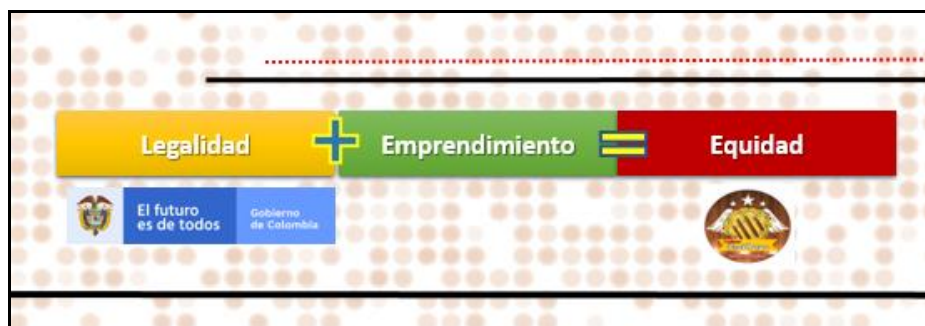 Legalidad
+
Emprendimiento
=
Equidad
El futuro
es de todos
Gobierno
de Colombia